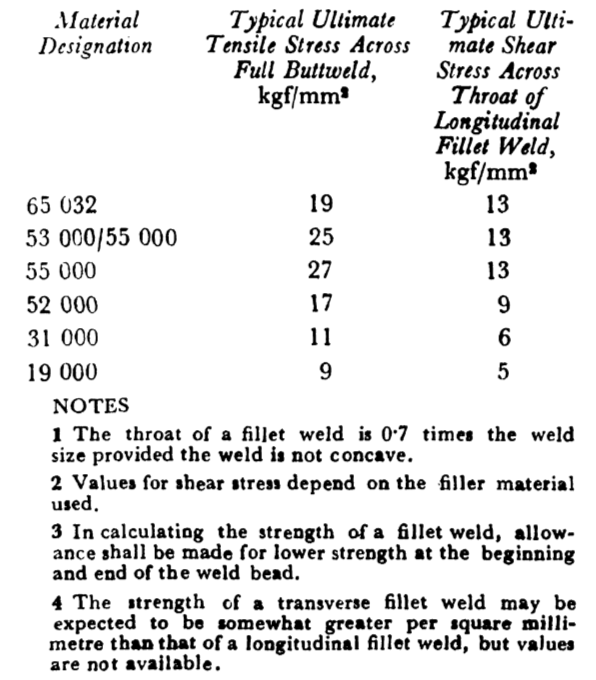 Material Designation
Typical Ultimate Tensile Stress Across Full Buttweld, kgf/mm²
Typical Ulti-
mate Shear
Stress Across
Throat of
Longitudinal
Fillet Weld,
kgf/mm²
65 032 19 13
53 000/55 000 25 13
55 000 27 13
52 000 17 9
31 000 11 6
19 000 9 5
NOTES
1 The throat of a fillet weld is 0·7 times the weld
size provided the weld is not concave.
2 Values for shear stress depend on the filler material
used.
3 In calculating the strength of a fillet weld, allow-
ance shall be made for lower strength at the beginning
and end of the weld bead.
4 The strength of a transverse fillet weld may be
expected to be somewhat greater per square milli-
metre than that of a longitudinal fillet weld, but values
are not available.